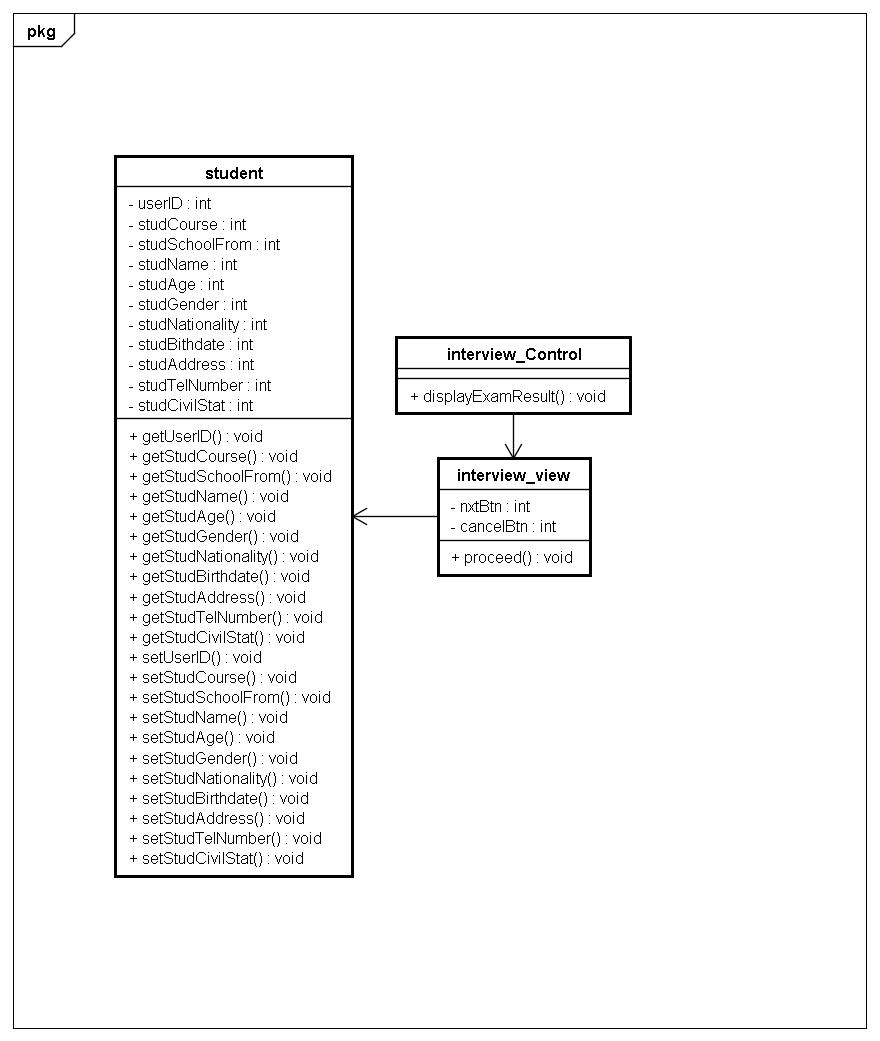 pkg
student
- userID : int
- studCourse : int
- studSchoolFrom : int
- studName : int
- studAge : int
- studGender : int
- studNationality : int
- studBithdate : int
- studAddress : int
- studTelNumber : int
- studCivilStat : int
+ getUserID() : void
+ getStudCourse() : void
+ getStudSchoolFrom() : void
+ getStudName() : void
+ getStudAge() : void
+ getStudGender() : void
+ getStudNationality() : void
+ getStudBirthdate() : void
+ getStudAddress() : void
+ getStudTelNumber() : void
+ getStudCivilStat() : void
+ setUserID() : void
+ setStudCourse() : void
+ setStudSchoolFrom() : void
+ setStudName() : void
+ setStudAge() : void
+ setStudGender() : void
+ setStudNationality() : void
+ setStudBirthdate() : void
+ setStudAddress() : void
+ setStudTelNumber() : void
+ setStudCivilStat() : void
interview_Control
+ displayExamResult() : void
interview_view
- nxtBtn : int
- cancelBtn : int
+ proceed() : void